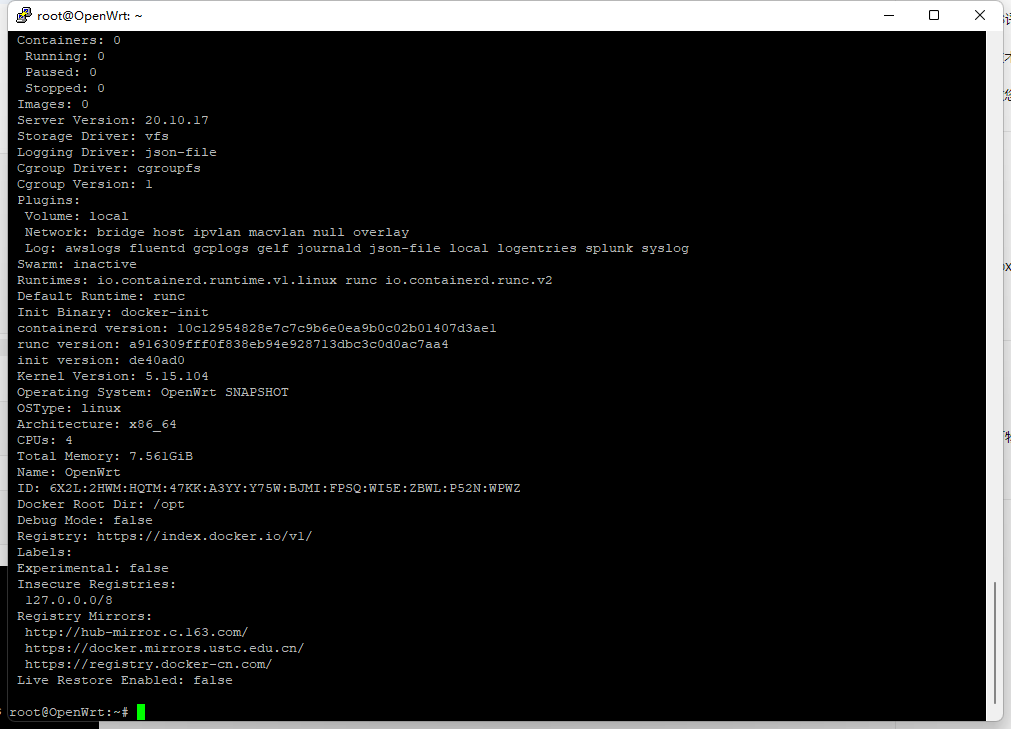 root@OpenWrt: ~
Containers: 0
Running: 0
Paused: 0
Stopped: 0
Images: 0
Server Version: 20.10.17
Storage Driver: vfs
Logging Driver: json-file
Cgroup Driver: cgroupfs
Cgroup Version: 1
Plugins:
Volume: local
Network: bridge host ipvlan macvlan null overlay
Log: awslogs fluentd gcplogs gelf journald json-file local logentries splunk syslog
Swarm: inactive
Runtimes: io.containerd.runtime.v1.linux runc io.containerd.runc.v2
Default Runtime: runc
Init Binary: docker-init
containerd version: 10c12954828e7c7c9b6e0ea9b0c02b01407d3ae1
runc version: a916309fff0f838eb94e928713dbc3c0d0ac7aa4
init version: de40ad0
Kernel Version: 5.15.104
Operating System: OpenWrt SNAPSHOT
OSType: linux
Architecture: x86_64
CPUs: 4
Total Memory: 7.561GiB
Name: OpenWrt
ID: 6X2L:2HWM:HQTM:47KK:A3YY:Y75W:BJMI:FPSQ:WI5E:ZBWL:P52N:WPWZ
Docker Root Dir: /opt
Debug Mode: false
Registry: https://index.docker.io/v1/
Labels:
Experimental: false
Insecure Registries:
127.0.0.0/8
Registry Mirrors:
http://hub-mirror.c.163.com/
https://docker.mirrors.ustc.edu.cn/
https://registry.docker-cn.com/
Live Restore Enabled: false
root@OpenWrt:~#